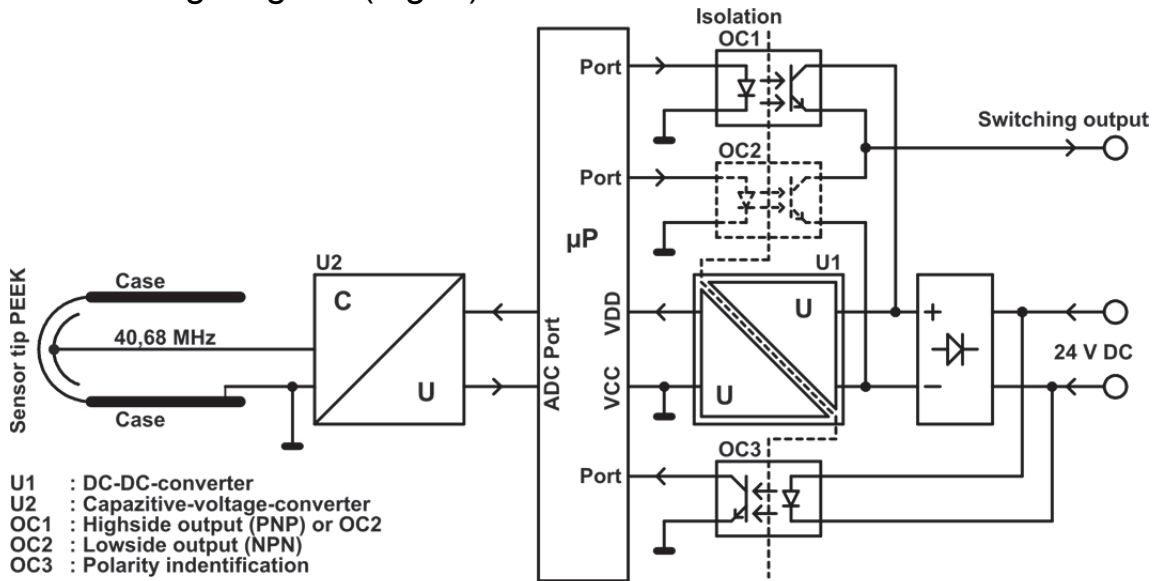 Isolation
OC1
Port
Switching output
OC2
Port
µP
U2
U1
C
U
Case
VDD
U
+
Sensor tip PEEK
40,68 MHz
ADC Port
24 V DC
U
VCC
U
−
Case
OC3
Port
U1 : DC-DC-converter
U2 : Capazitive-voltage-converter
OC1 : Highside output (PNP) or OC2
OC2 : Lowside output (NPN)
OC3 : Polarity indentification